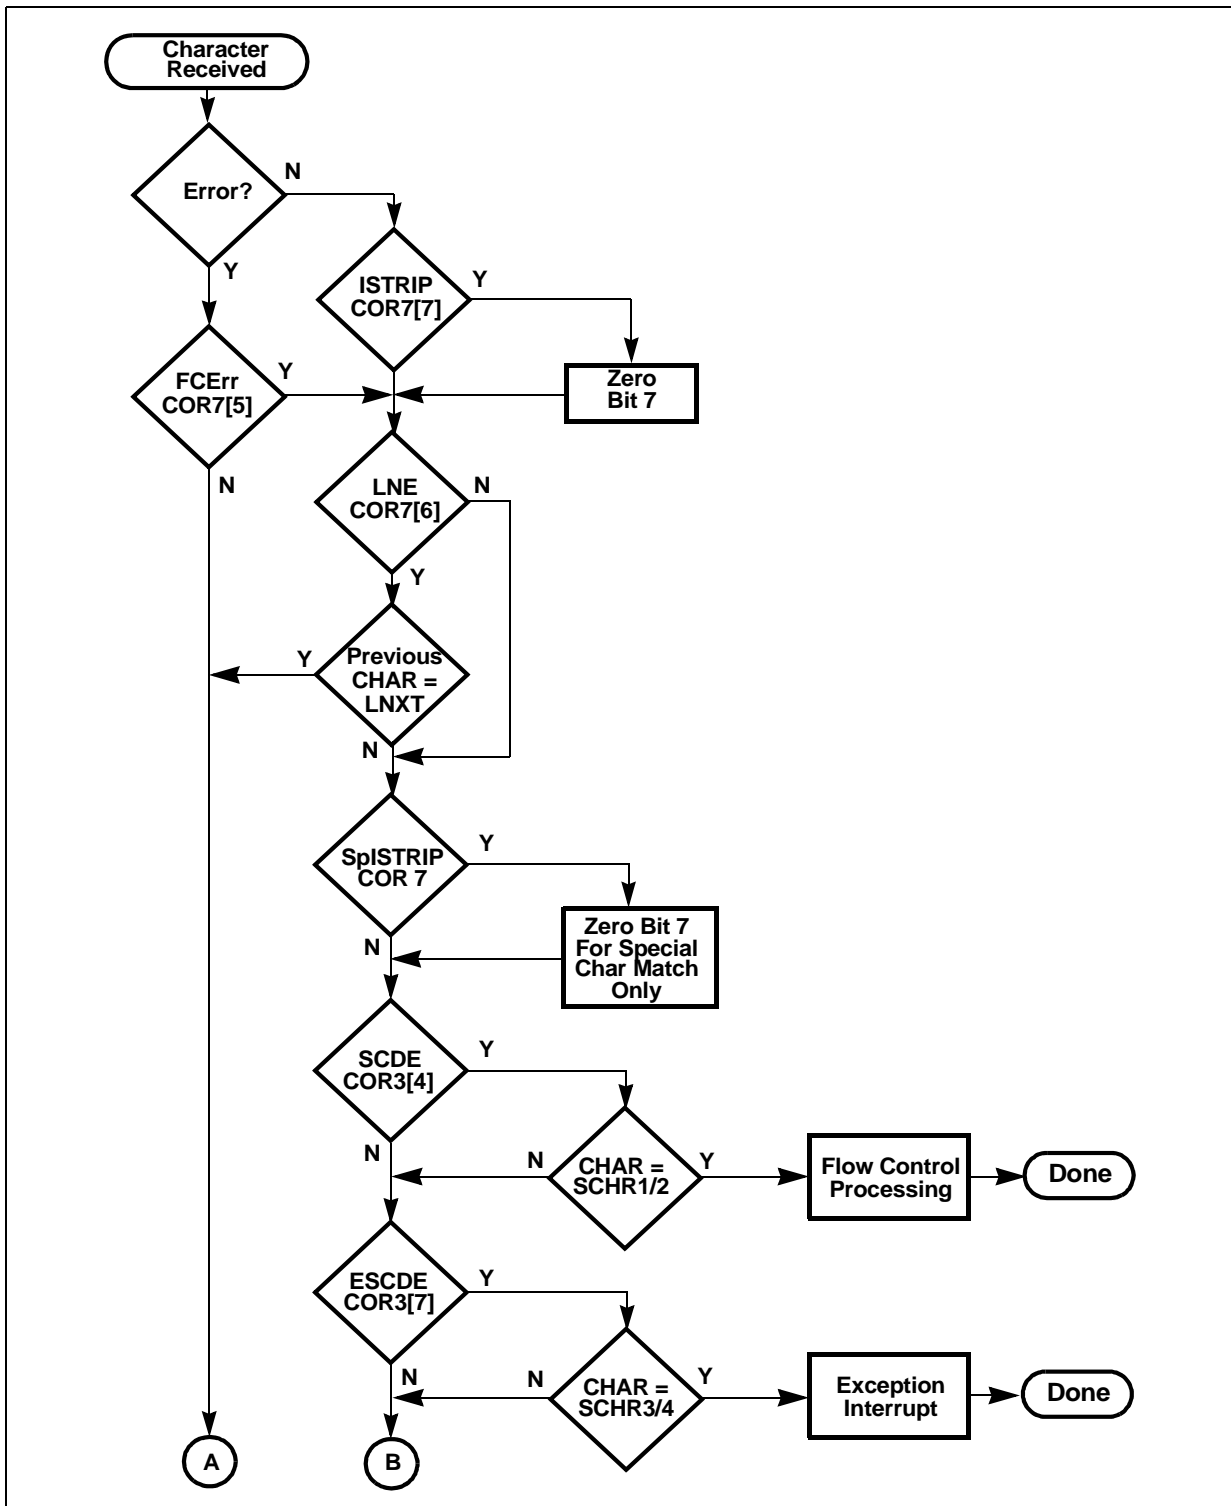 Character
Received
Error?
N
Y
ISTRIP
COR7[7]
Y
FCErr
COR7[5]
Y
Zero
Bit 7
N
LNE
COR7[6]
N
Y
Previous
CHAR =
LNXT
Y
N
SpISTRIP
COR 7
Y
N
Zero Bit 7
For Special
Char Match
Only
SCDE
COR3[4]
Y
N
CHAR =
SCHR1/2
N
Y
Flow Control
Processing
Done
ESCDE
COR3[7]
Y
N
CHAR =
SCHR3/4
N
Y
Exception
Interrupt
Done
A
B